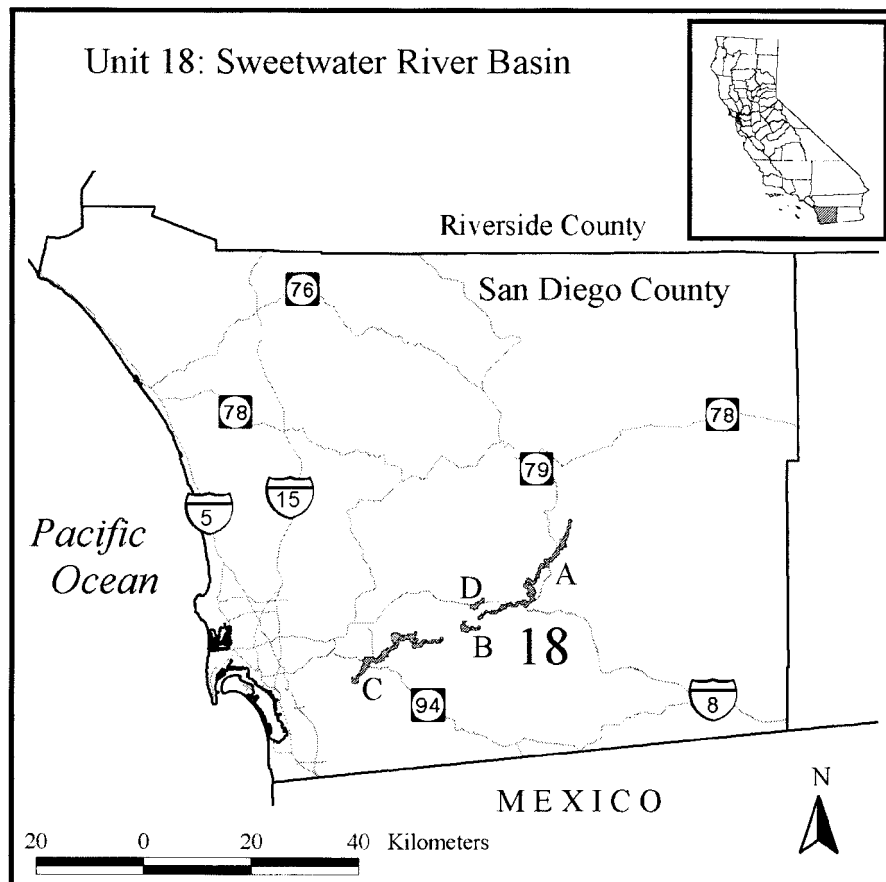 Unit 18: Sweetwater River Basin
Riverside County
San Diego County
76
78
78
79
5
15
Pacific
Ocean
A
D
B
18
C
94
8
MEXICO
N
20 0 20 40 Kilometers